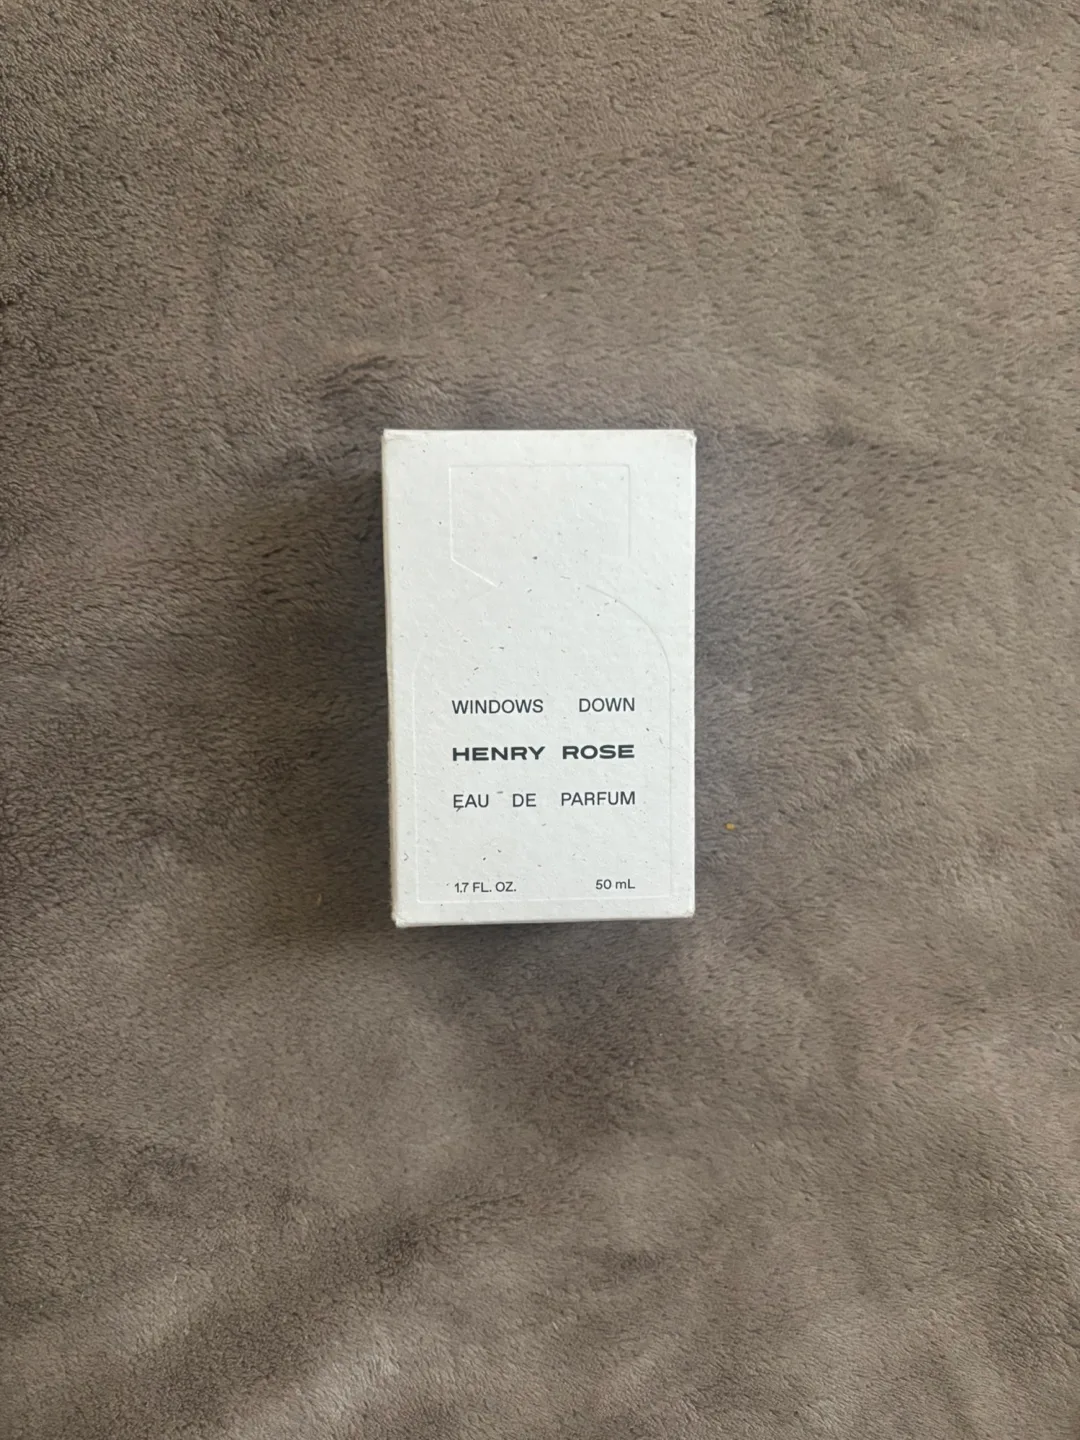 WINDOWS DOWN
HENRY ROSE
EAU DE PARFUM
1.7 FL. OZ. 50 mL